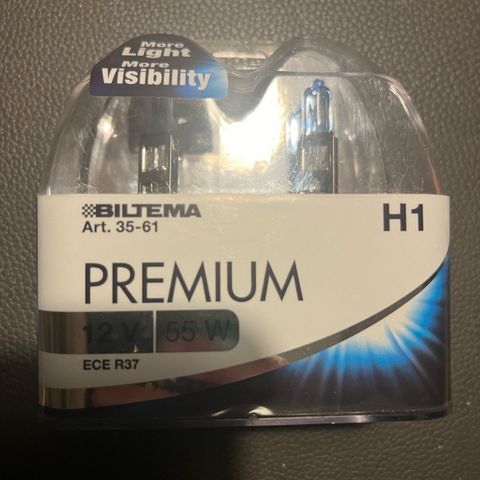 More
Light
More
Visibility
BILTEMA
Art. 35-61
H1
PREMIUM
12 V 55 W
ECE R37